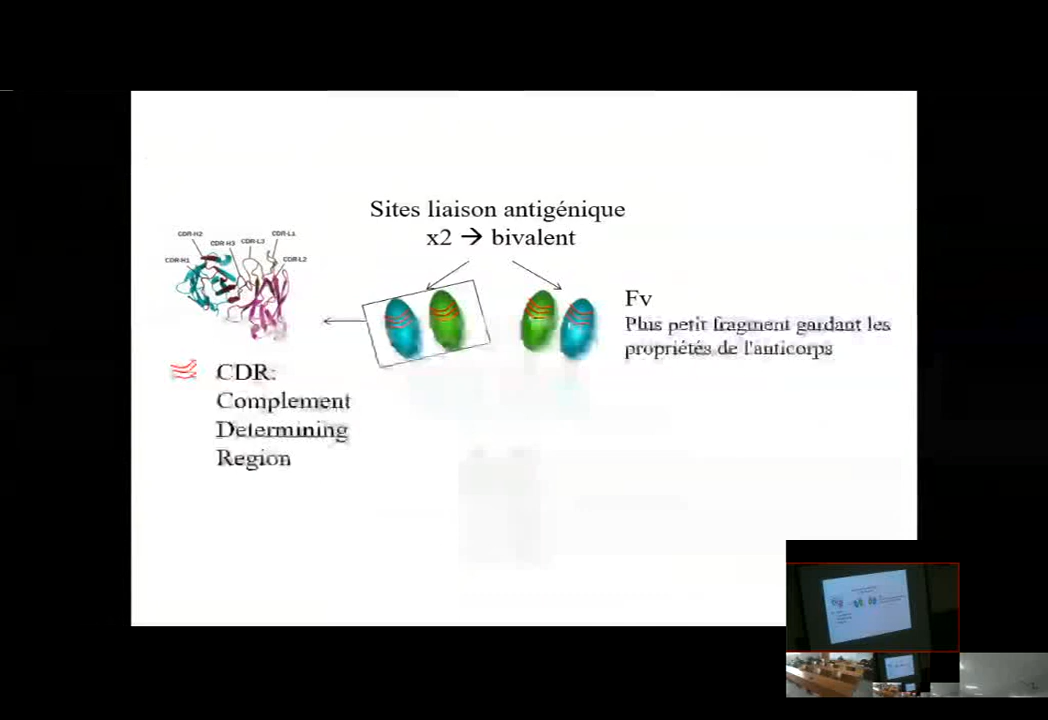 Sites liaison antigénique
x2 → bivalent
CDR-H2
CDR-H3
CDR-L3
CDR-L1
CDR-H1
CDR-L2
Fv
Plus petit fragment gardant les
propriétés de l'anticorps
CDR:
Complement
Determining
Region